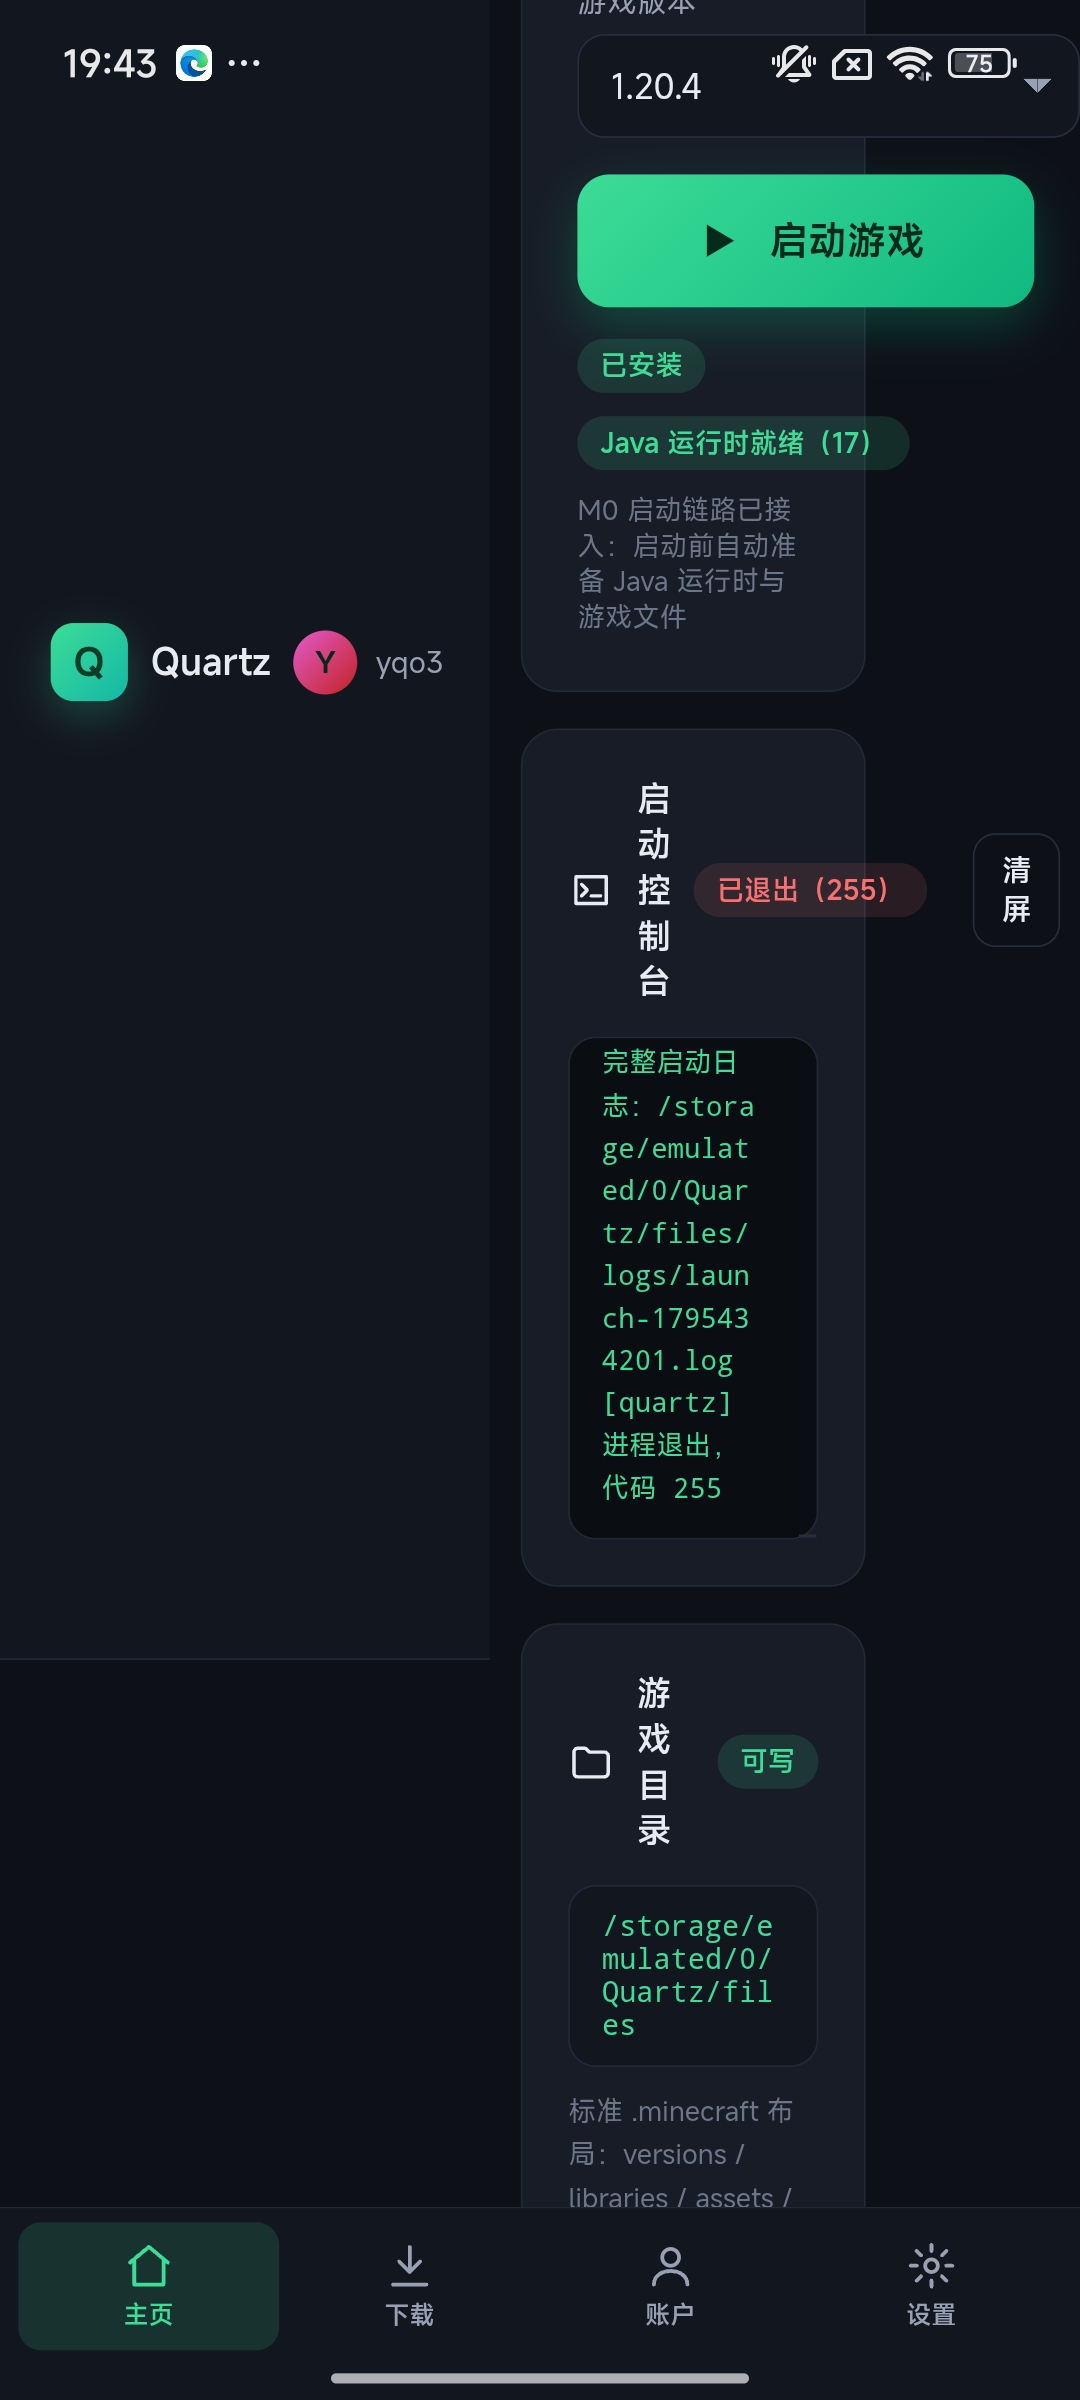 19:43
75
游戏版本
1.20.4
启动游戏
已安装
Java 运行时就绪（17）
M0 启动链路已接
入：启动前自动准
备 Java 运行时与
游戏文件
Q
Quartz
Y
yqo3
启
动
控
制
台
已退出（255）
清
屏
完整启动日
志：/stora
ge/emulat
ed/0/Quar
tz/files/
logs/laun
ch-179543
4201.log
[quartz]
进程退出，
代码 255
游
戏
目
录
可写
/storage/e
mulated/0/
Quartz/fil
es
标准 .minecraft 布
局：versions /
libraries / assets /
主页
下载
账户
设置